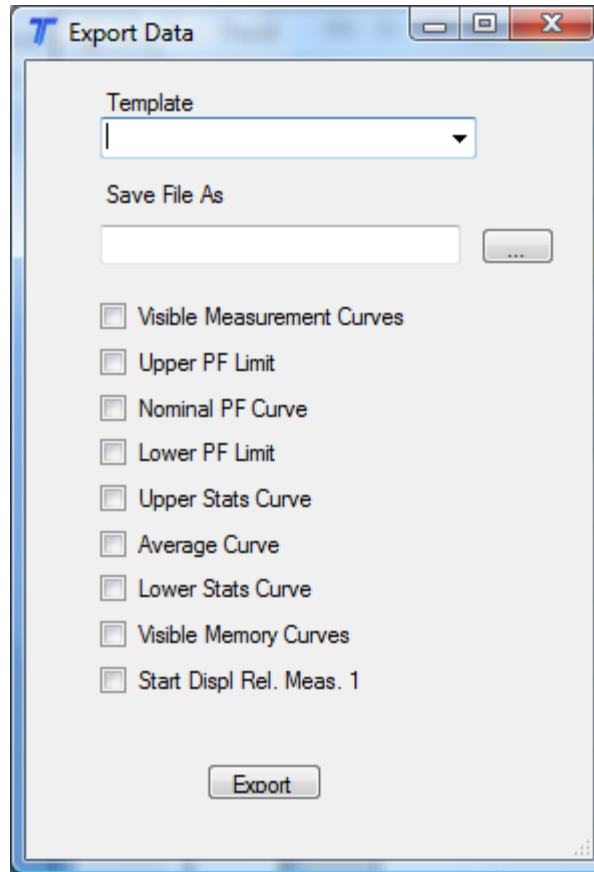 Export Data
Template
Save File As
...
Visible Measurement Curves
Upper PF Limit
Nominal PF Curve
Lower PF Limit
Upper Stats Curve
Average Curve
Lower Stats Curve
Visible Memory Curves
Start Displ Rel. Meas. 1
Export